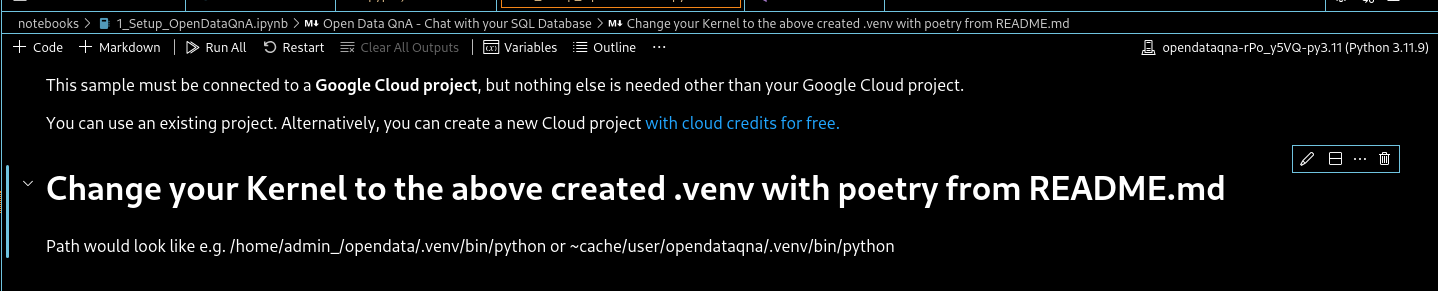 notebooks > 1_Setup_OpenDataQnA.ipynb > M↓ Open Data QnA - Chat with your SQL Database > M↓ Change your Kernel to the above created .venv with poetry from README.md
+ Code + Markdown | Run All Restart Clear All Outputs | Variables Outline ··· opendataqna-rPo_y5VQ-py3.11 (Python 3.11.9)
This sample must be connected to a Google Cloud project, but nothing else is needed other than your Google Cloud project.
You can use an existing project. Alternatively, you can create a new Cloud project with cloud credits for free.
Change your Kernel to the above created .venv with poetry from README.md
Path would look like e.g. /home/admin_/opendata/.venv/bin/python or ~cache/user/opendataqna/.venv/bin/python